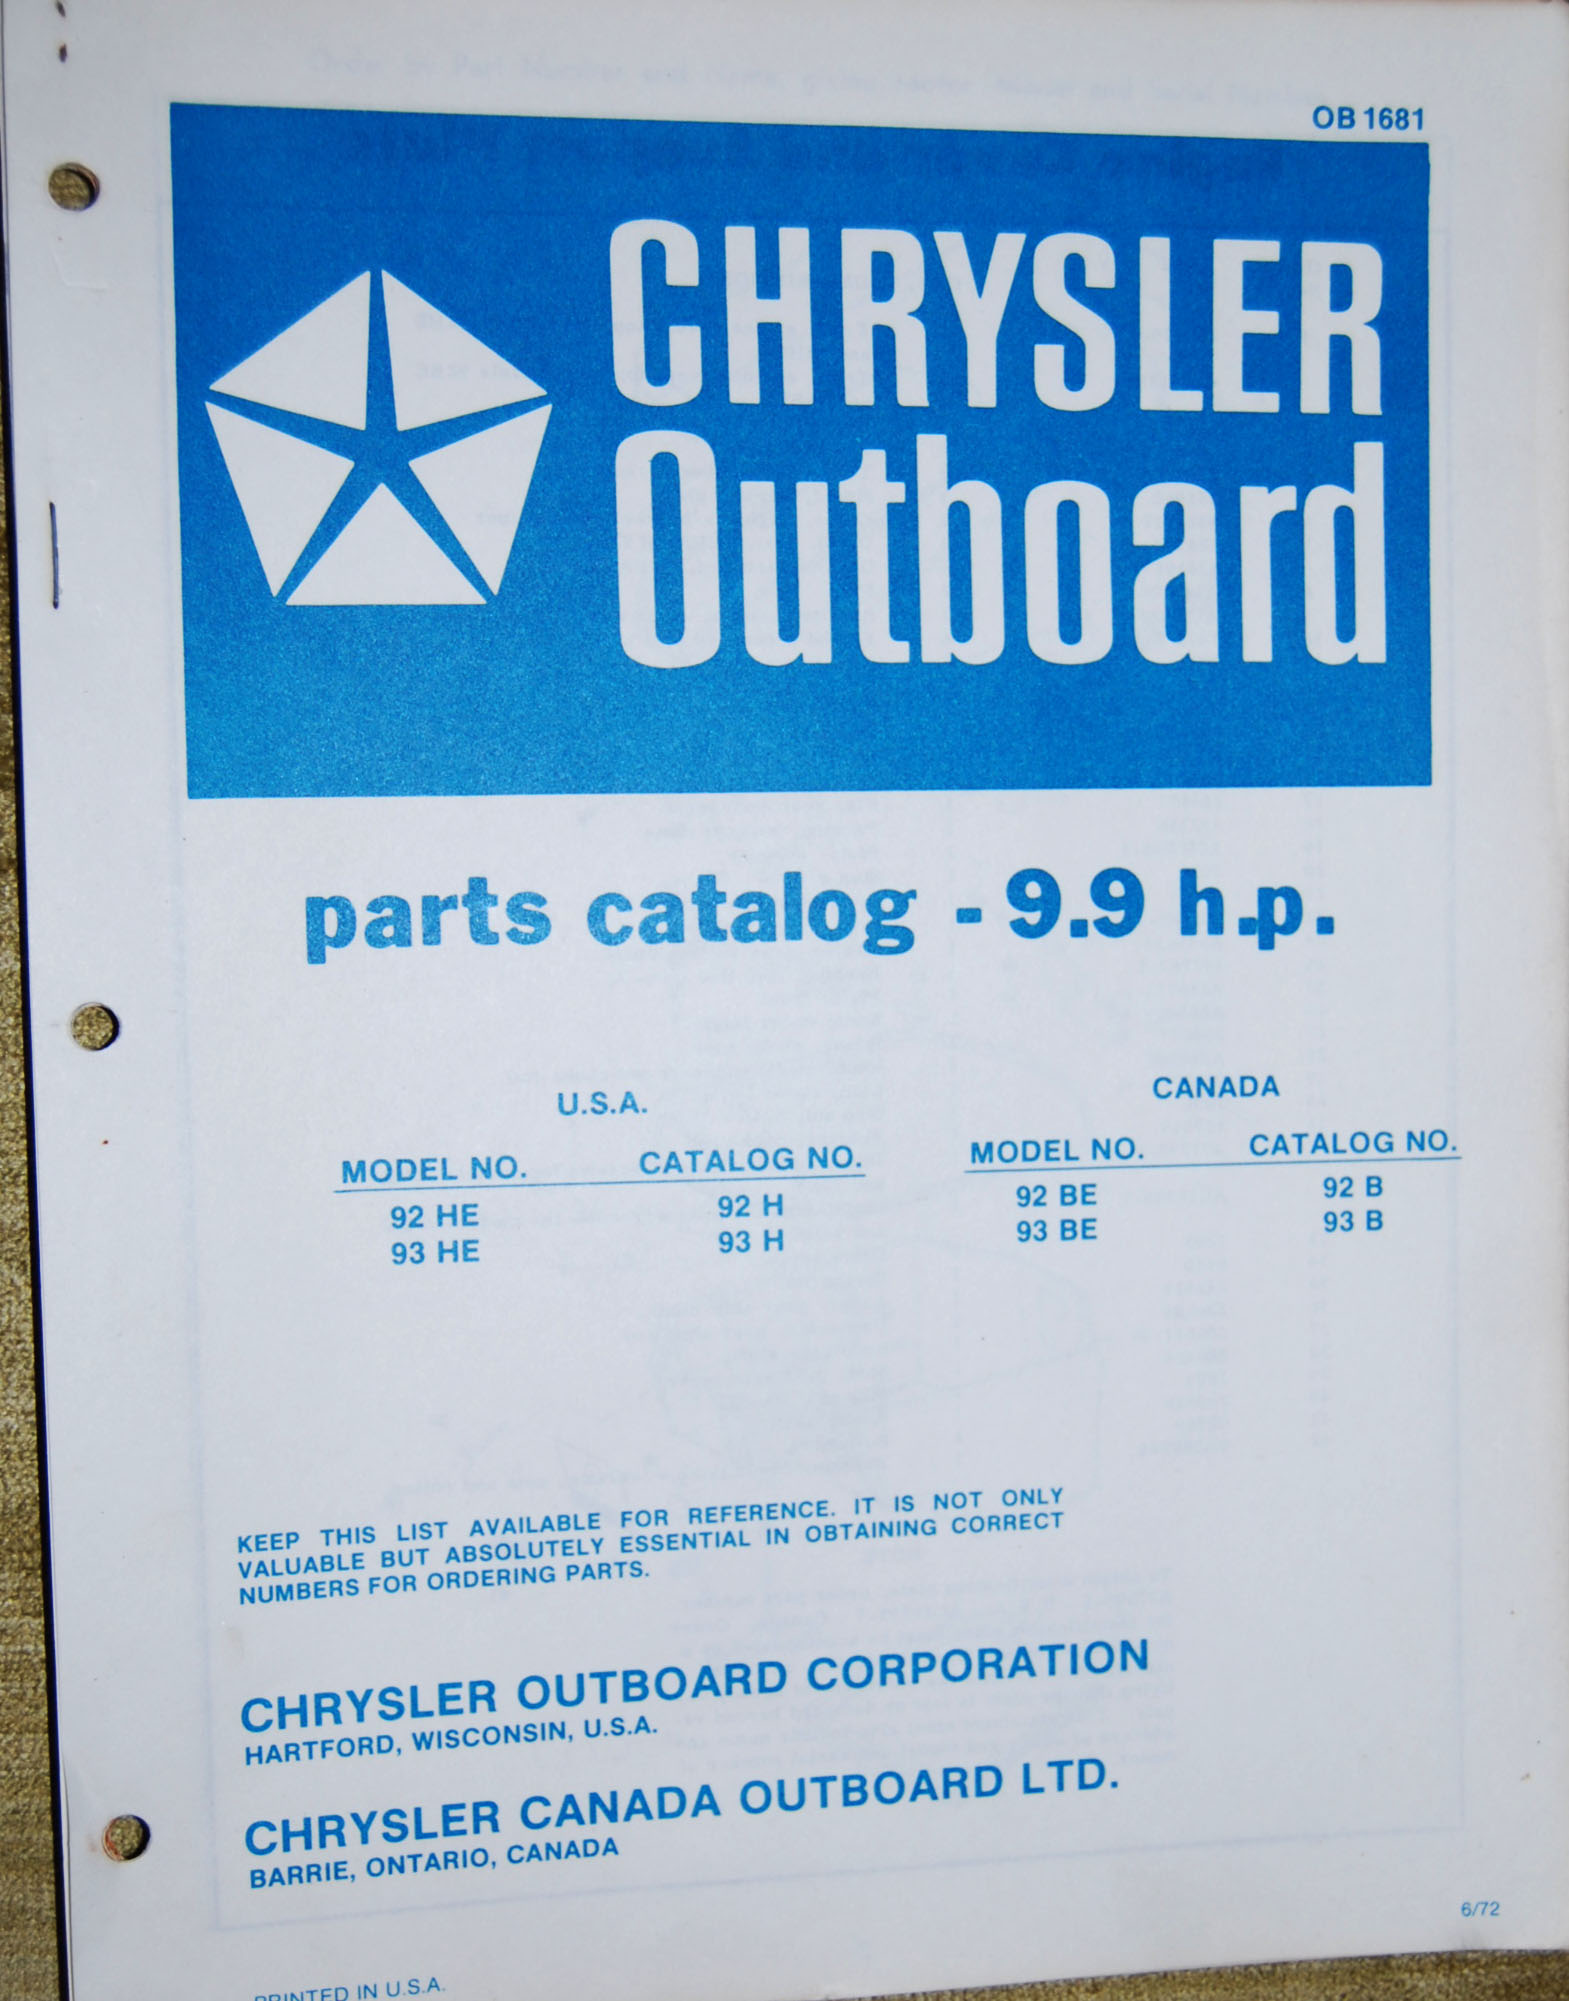 OB 1681
CHRYSLER
Outboard
parts catalog - 9.9 h.p.
U.S.A.
MODEL NO. CATALOG NO.
92 HE 92 H
93 HE 93 H
CANADA
MODEL NO. CATALOG NO.
92 BE 92 B
93 BE 93 B
KEEP THIS LIST AVAILABLE FOR REFERENCE. IT IS NOT ONLY
VALUABLE BUT ABSOLUTELY ESSENTIAL IN OBTAINING CORRECT
NUMBERS FOR ORDERING PARTS.
CHRYSLER OUTBOARD CORPORATION
HARTFORD, WISCONSIN, U.S.A.
CHRYSLER CANADA OUTBOARD LTD.
BARRIE, ONTARIO, CANADA
6/72
PRINTED IN U.S.A.